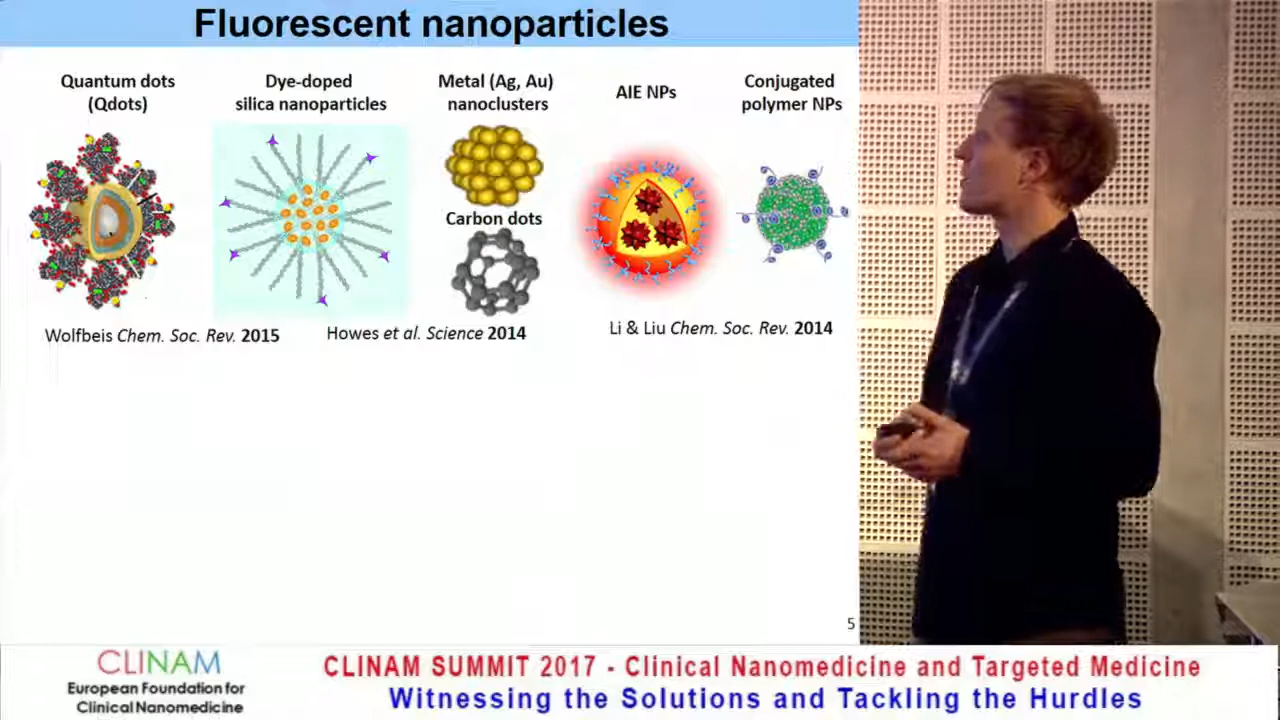 Fluorescent nanoparticles
Quantum dots
(Qdots)
Dye-doped
silica nanoparticles
Metal (Ag, Au)
nanoclusters
AIE NPs
Conjugated
polymer NPs
Carbon dots
Wolfbeis Chem. Soc. Rev. 2015
Howes et al. Science 2014
Li & Liu Chem. Soc. Rev. 2014
5
CLINAM
European Foundation for
Clinical Nanomedicine
CLINAM SUMMIT 2017 - Clinical Nanomedicine and Targeted Medicine
Witnessing the Solutions and Tackling the Hurdles